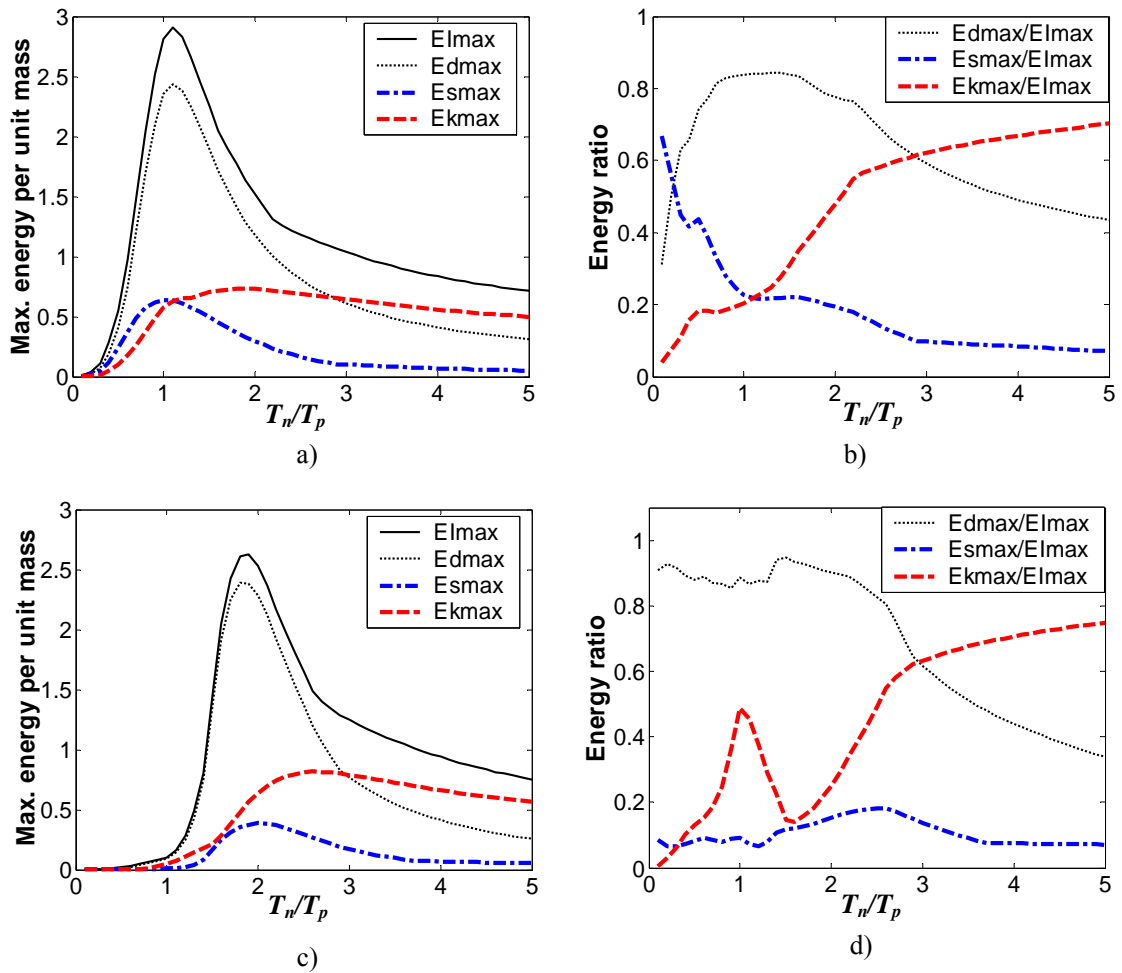 3
2.5
2
1.5
1
0.5
0
Max. energy per unit mass
EImax
Edmax
Esmax
Ekmax
0 1 2 3 4 5
Tn/Tp
a)
1
0.8
0.6
0.4
0.2
0
Energy ratio
Edmax/EImax
Esmax/EImax
Ekmax/EImax
0 1 2 3 4 5
Tn/Tp
b)
3
2.5
2
1.5
1
0.5
0
Max. energy per unit mass
EImax
Edmax
Esmax
Ekmax
0 1 2 3 4 5
Tn/Tp
c)
1
0.8
0.6
0.4
0.2
0
Energy ratio
Edmax/EImax
Esmax/EImax
Ekmax/EImax
0 1 2 3 4 5
Tn/Tp
d)